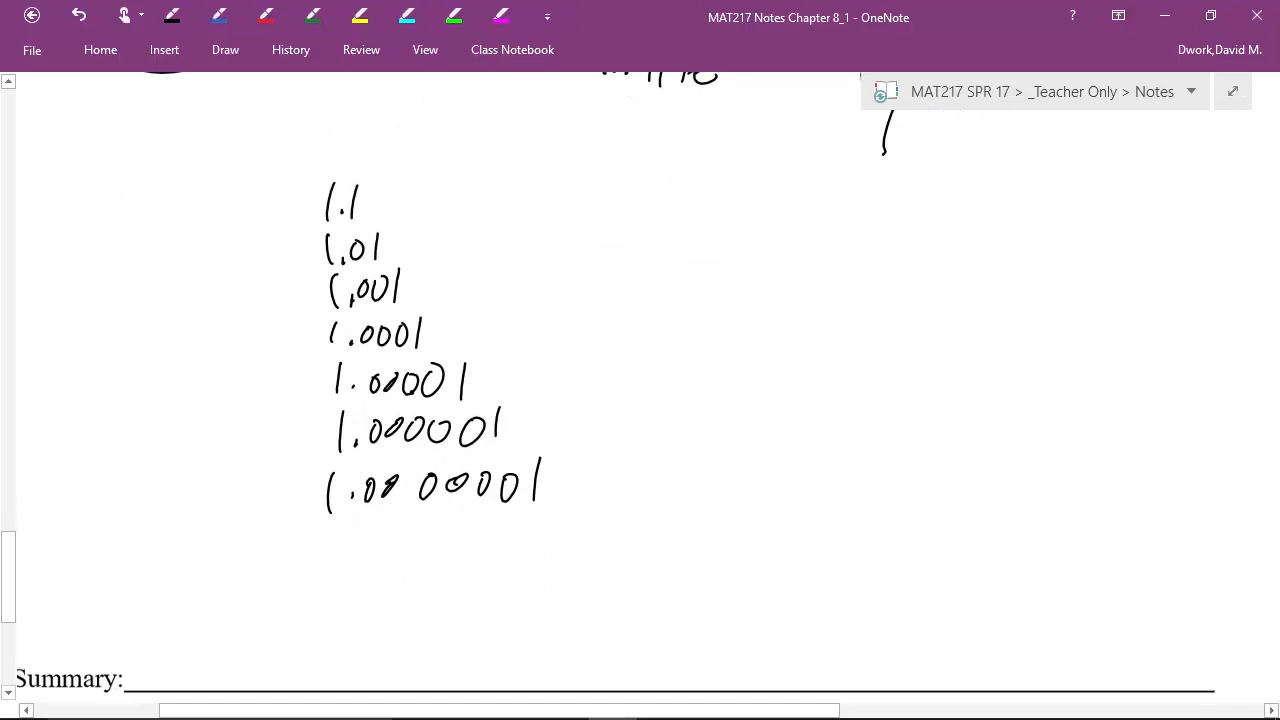 MAT217 Notes Chapter 8_1 - OneNote
?
File Home Insert Draw History Review View Class Notebook
Dwork,David M.
MAT217 SPR 17 > _Teacher Only > Notes
1.1
1.01
1.001
1.0001
1.00001
1.000001
1.0000001
Summary: